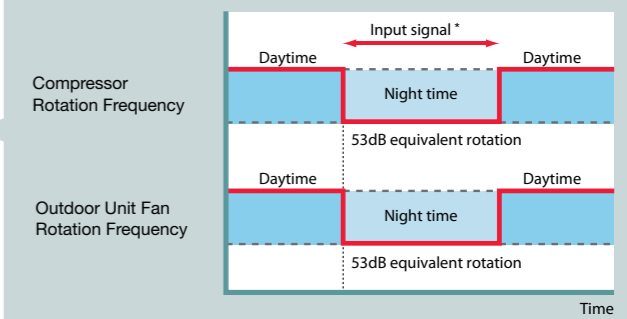 Input signal *
Daytime
Daytime
Compressor
Rotation Frequency
Night time
53dB equivalent rotation
Daytime
Daytime
Outdoor Unit Fan
Rotation Frequency
Night time
53dB equivalent rotation
Time